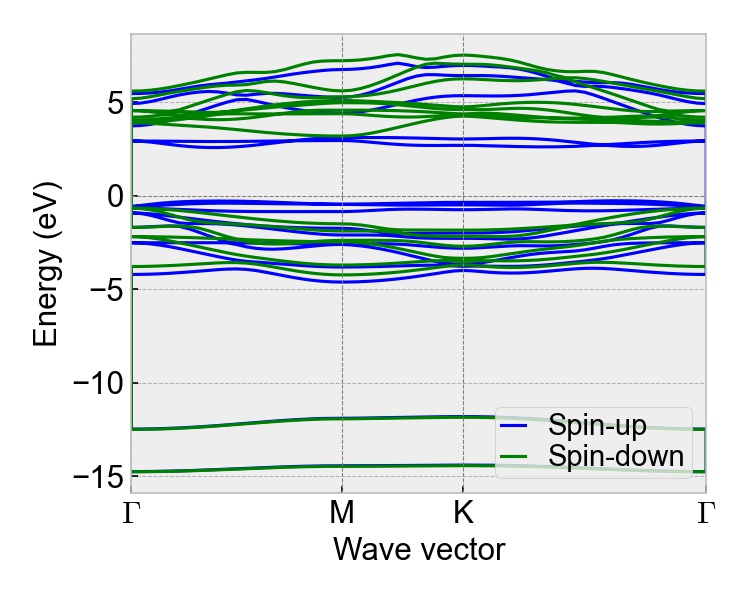 5
0
−5
−10
−15
Energy (eV)
Spin-up
Spin-down
Γ M K Γ
Wave vector